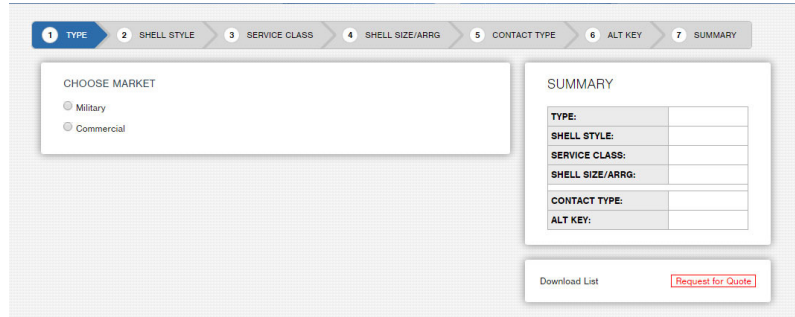 1 TYPE 2 SHELL STYLE 3 SERVICE CLASS 4 SHELL SIZE/ARRG 5 CONTACT TYPE 6 ALT KEY 7 SUMMARY
CHOOSE MARKET
Military
Commercial
SUMMARY
TYPE:
SHELL STYLE:
SERVICE CLASS:
SHELL SIZE/ARRG:
CONTACT TYPE:
ALT KEY:
Download List Request for Quote